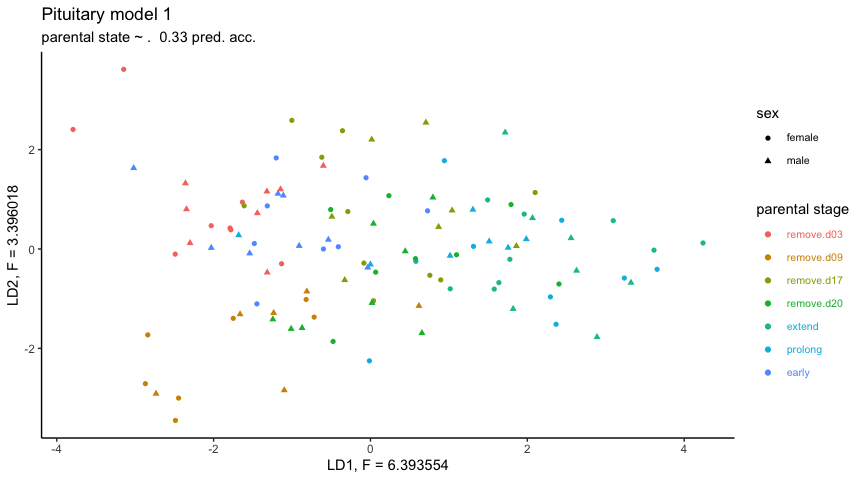 Pituitary model 1
parental state ~ .  0.33 pred. acc.
LD2, F = 3.396018
2
0
-2
-4
-2
0
2
4
LD1, F = 6.393554
sex
female
male
parental stage
remove.d03
remove.d09
remove.d17
remove.d20
extend
prolong
early